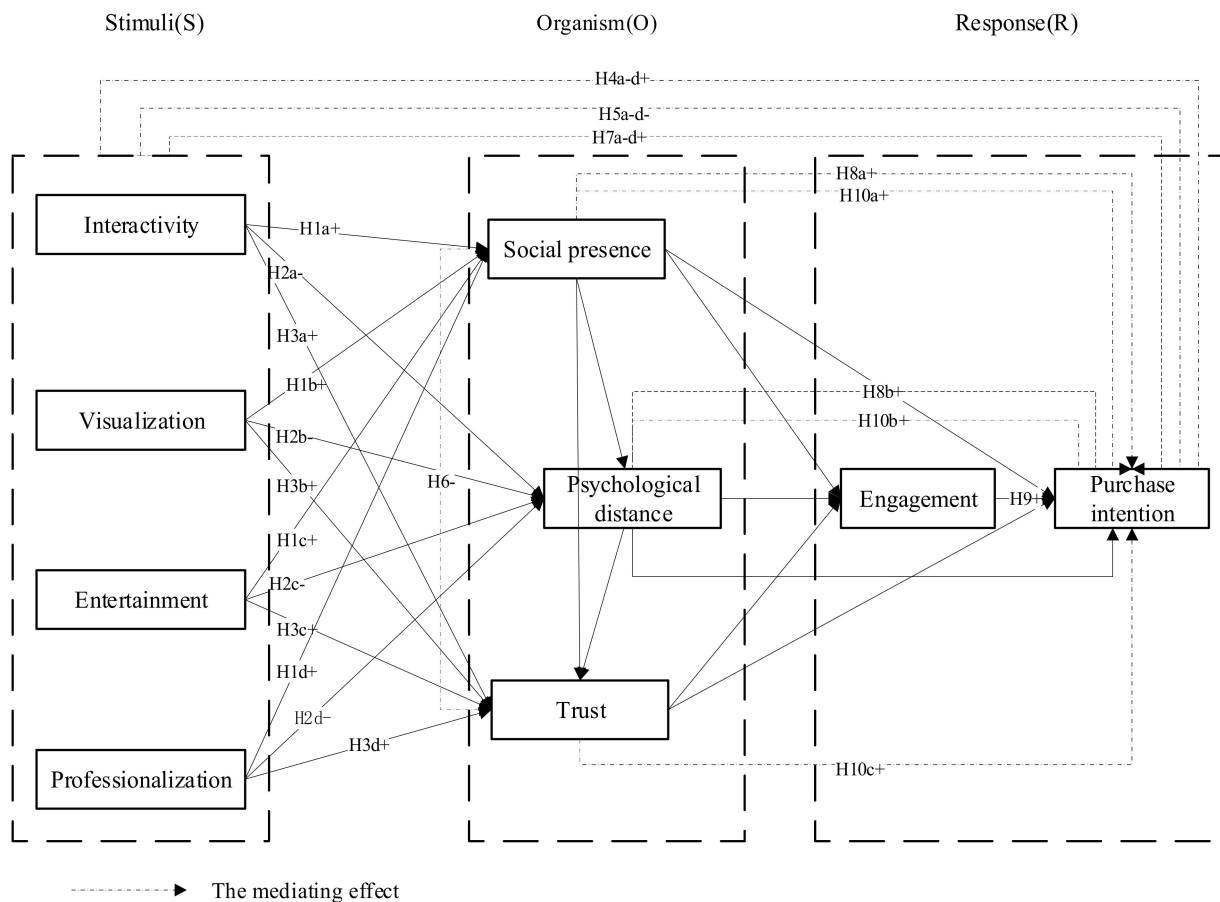 Stimuli(S)
Organism(O)
Response(R)
H4a-d+
H5a-d-
H7a-d+
H8a+
H10a+
Interactivity
H1a+
Social presence
H2a-
H3a+
H1b+
H8b+
Visualization
H2b-
H10b+
H6-
H3b+
Psychological
distance
Engagement
H9+
Purchase
intention
H1c+
H2c-
Entertainment
H3c+
H1d+
H2d-
Trust
H3d+
Professionalization
H10c+
The mediating effect